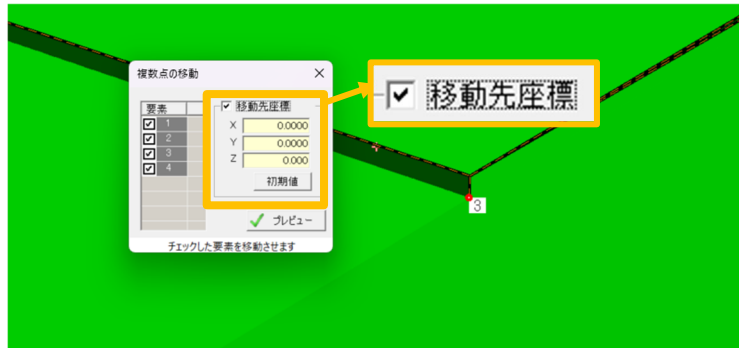 複数点の移動
要素
移動先座標
1
2
3
4
X 0.0000
Y 0.0000
Z 0.000
初期値
プレビュー
チェックした要素を移動させます
移動先座標
3